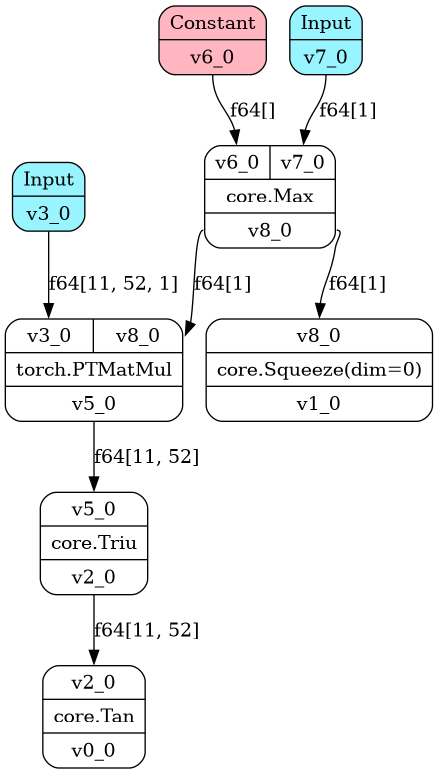 Constant
v6_0
Input
v7_0
f64[]
f64[1]
v6_0
v7_0
core.Max
v8_0
Input
v3_0
f64[11, 52, 1]
f64[1]
f64[1]
v3_0
v8_0
torch.PTMatMul
v5_0
v8_0
core.Squeeze(dim=0)
v1_0
f64[11, 52]
v5_0
core.Triu
v2_0
f64[11, 52]
v2_0
core.Tan
v0_0